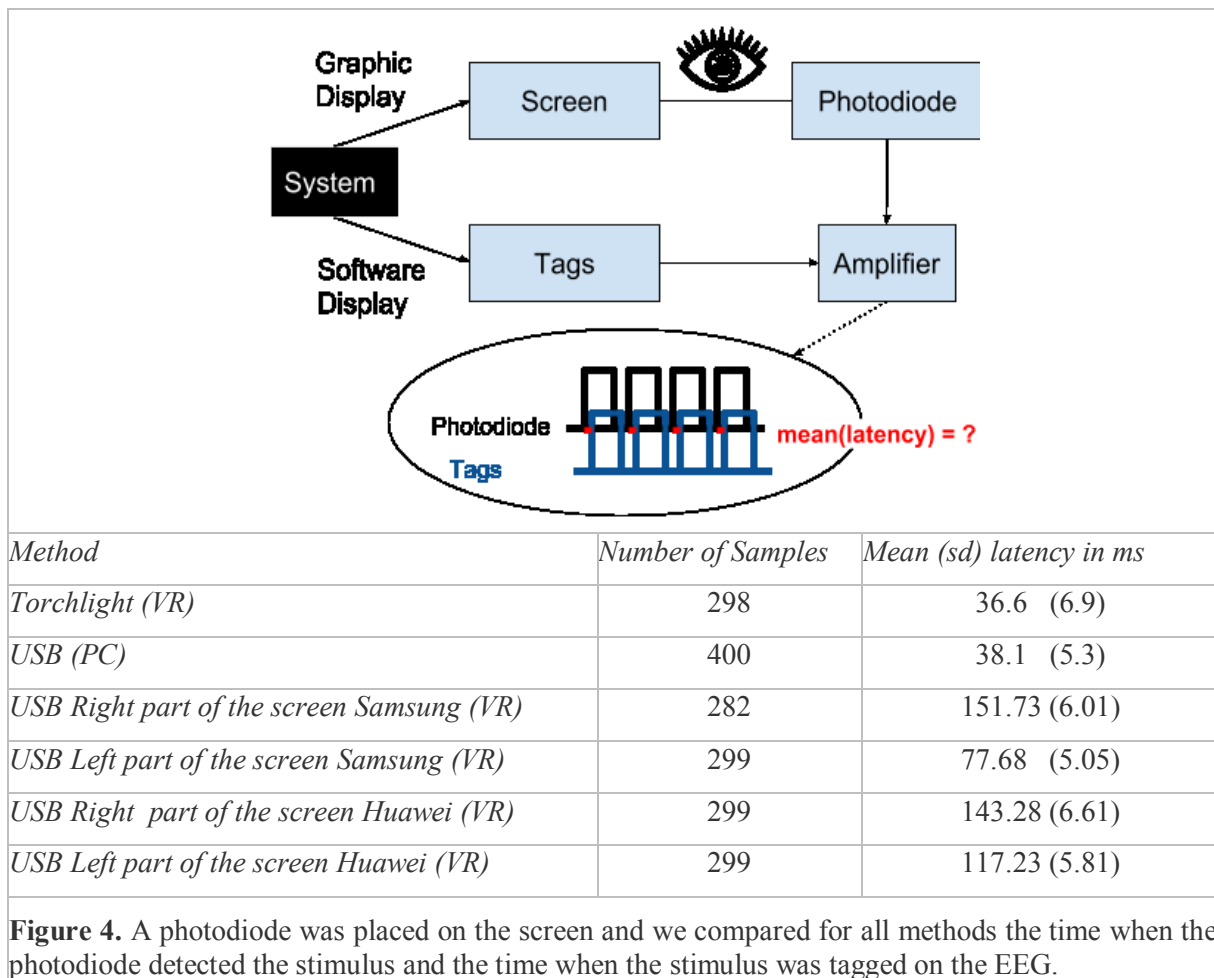 Graphic
Display
Screen
Photodiode
System
Software
Display
Tags
Amplifier
Photodiode
Tags
mean(latency) = ?
Method Number of Samples Mean (sd) latency in ms
Torchlight (VR) 298 36.6 (6.9)
USB (PC) 400 38.1 (5.3)
USB Right part of the screen Samsung (VR) 282 151.73 (6.01)
USB Left part of the screen Samsung (VR) 299 77.68 (5.05)
USB Right part of the screen Huawei (VR) 299 143.28 (6.61)
USB Left part of the screen Huawei (VR) 299 117.23 (5.81)
Figure 4. A photodiode was placed on the screen and we compared for all methods the time when the
photodiode detected the stimulus and the time when the stimulus was tagged on the EEG.